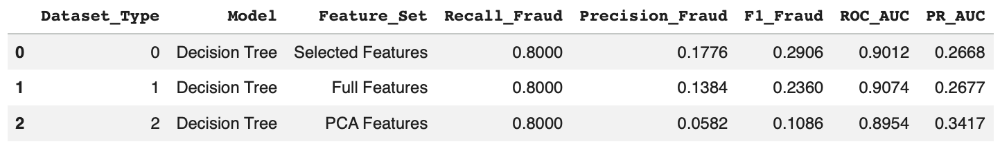 Dataset_Type Model Feature_Set Recall_Fraud Precision_Fraud F1_Fraud ROC_AUC PR_AUC
0 0 Decision Tree Selected Features 0.8000 0.1776 0.2906 0.9012 0.2668
1 1 Decision Tree Full Features 0.8000 0.1384 0.2360 0.9074 0.2677
2 2 Decision Tree PCA Features 0.8000 0.0582 0.1086 0.8954 0.3417